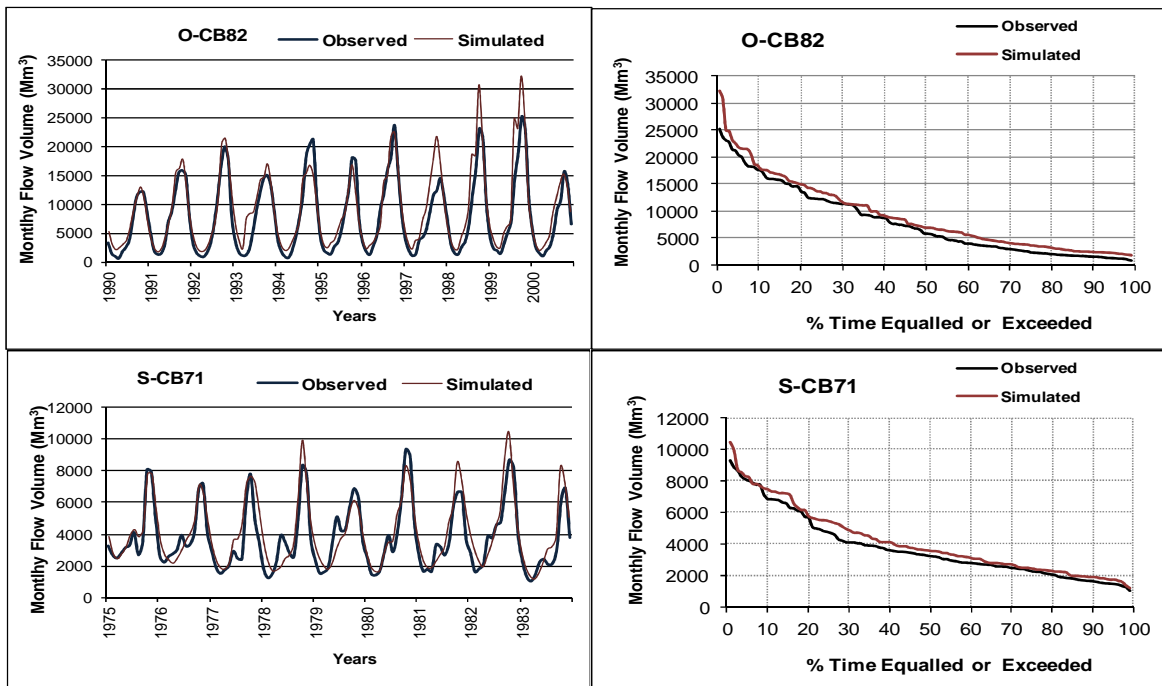 O-CB82 Observed Simulated
Montlhy Flow Volume (Mm³)
35000
30000
25000
20000
15000
10000
5000
0
1990 1991 1992 1993 1994 1995 1996 1997 1998 1999 2000
Years
O-CB82
Observed
Simulated
Monthly Flow Volume (Mm³)
35000
30000
25000
20000
15000
10000
5000
0
0 10 20 30 40 50 60 70 80 90 100
% Time Equalled or Exceeded
S-CB71
Observed Simulated
Montlhy Flow Volume (Mm³)
12000
10000
8000
6000
4000
2000
0
1975 1976 1977 1978 1979 1980 1981 1982 1983
Years
S-CB71
Observed
Simulated
Monthly Flow Volume (Mm³)
12000
10000
8000
6000
4000
2000
0
0 10 20 30 40 50 60 70 80 90 100
% Time Equalled or Exceeded